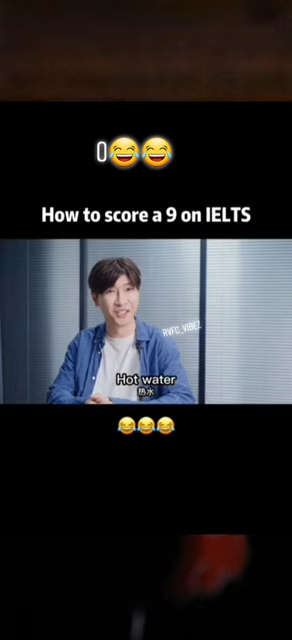 0😂😂
How to score a 9 on IELTS
RVFC_VIBEZ
Hot water
热水
😂😂😂